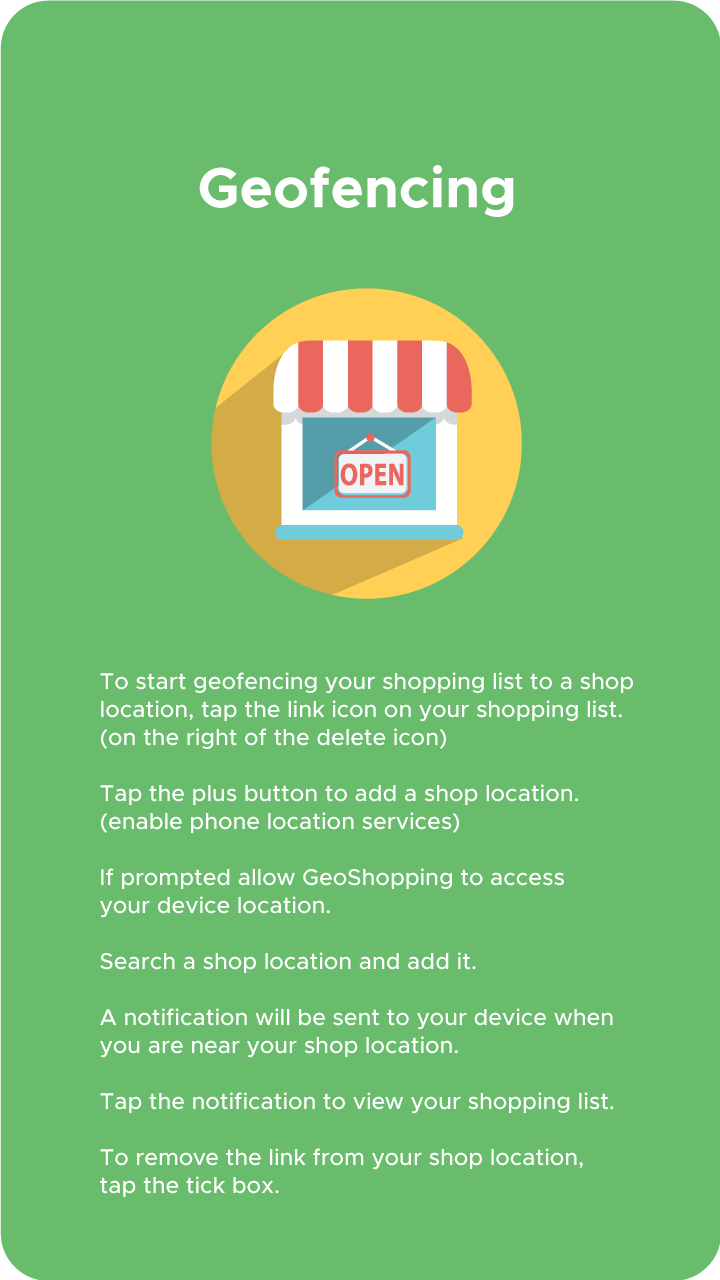 Geofencing
OPEN
To start geofencing your shopping list to a shop
location, tap the link icon on your shopping list.
(on the right of the delete icon)
Tap the plus button to add a shop location.
(enable phone location services)
If prompted allow GeoShopping to access
your device location.
Search a shop location and add it.
A notification will be sent to your device when
you are near your shop location.
Tap the notification to view your shopping list.
To remove the link from your shop location,
tap the tick box.